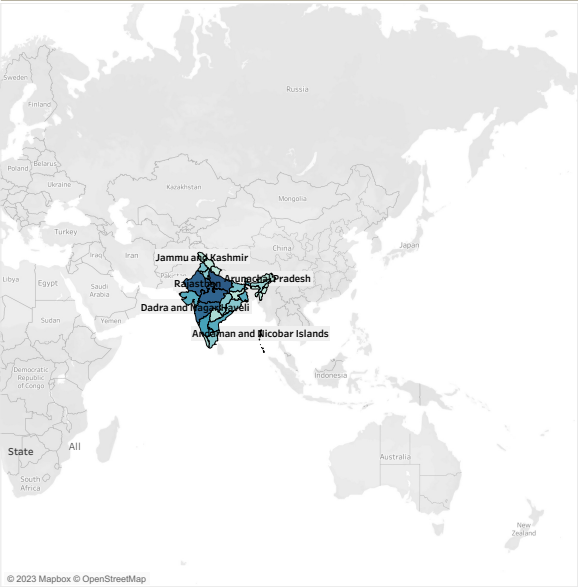 Sweden
Russia
Finland
Poland
Belarus
Ukraine
Kazakhstan
Mongolia
Turkey
Japan
China
Iraq
Iran
Jammu and Kashmir
Libya
Egypt
Saudi
Arabia
Rajasthan
Arunachal Pradesh
Dadra and Nagar Haveli
Sudan
Yemen
Andaman and Nicobar Islands
Democratic
Republic
of Congo
Indonesia
State
All
Australia
South
Africa
New
Zealand
© 2023 Mapbox © OpenStreetMap